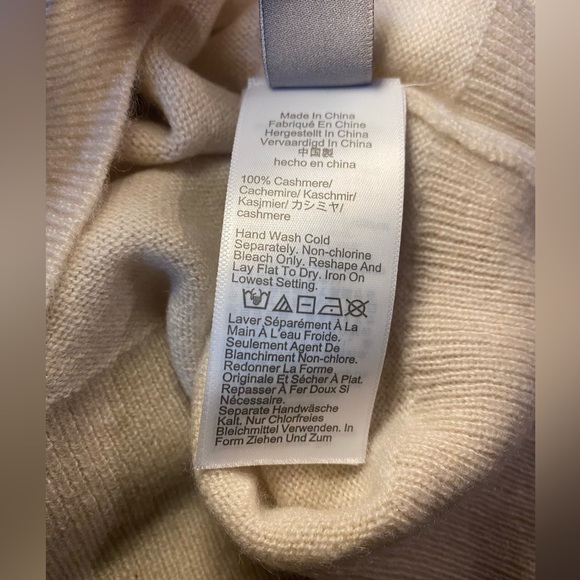 Made In China
Fabriqué En Chine
Hergestellt In China
Vervaardigd In China
中国製
hecho en china
100% Cashmere/
Cachemire/ Kaschmir/
Kasjmier/ カシミヤ/
cashmere
Hand Wash Cold
Separately. Non-chlorine
Bleach Only. Reshape And
Lay Flat To Dry. Iron On
Lowest Setting.
Laver Séparément À La
Main À L'eau Froide.
Seulement Agent De
Blanchiment Non-chlore.
Redonner La Forme
Originale Et Sécher À Plat.
Repasser À Fer Doux Si
Nécessaire.
Separate Handwäsche
Kalt. Nur Chlorfreies
Bleichmittel Verwenden. In
Form Ziehen Und Zum